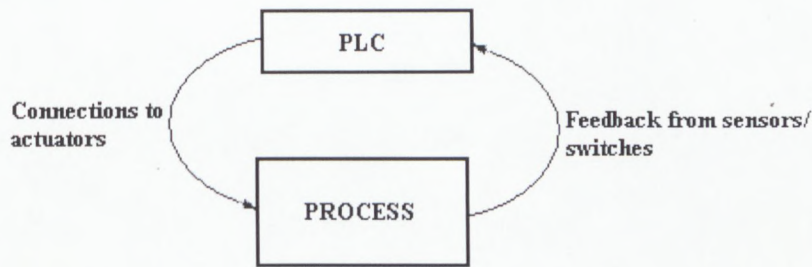 PLC
Connections to
actuators
Feedback from sensors/
switches
PROCESS